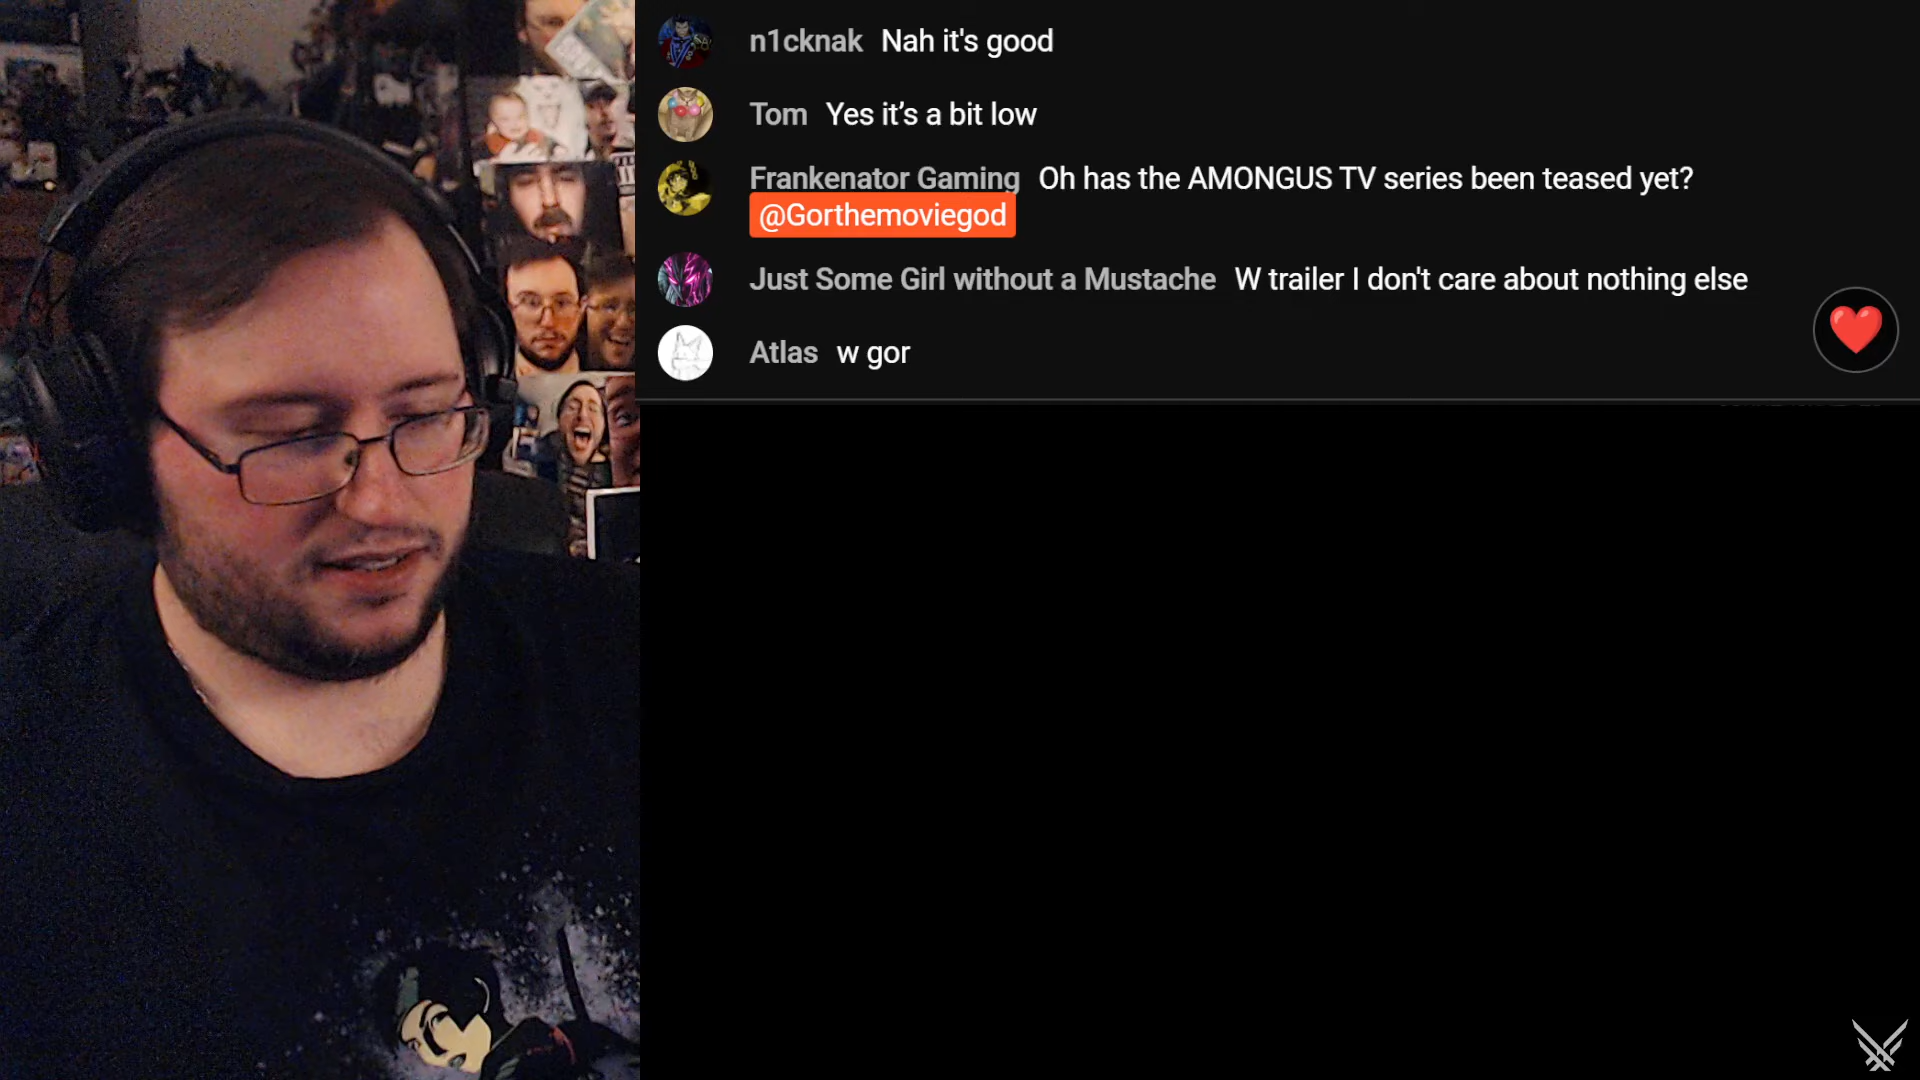 n1cknak Nah it's good
Tom Yes it’s a bit low
Frankenator Gaming Oh has the AMONGUS TV series been teased yet?
@Gorthemoviegod
Just Some Girl without a Mustache W trailer I don't care about nothing else
Atlas w gor